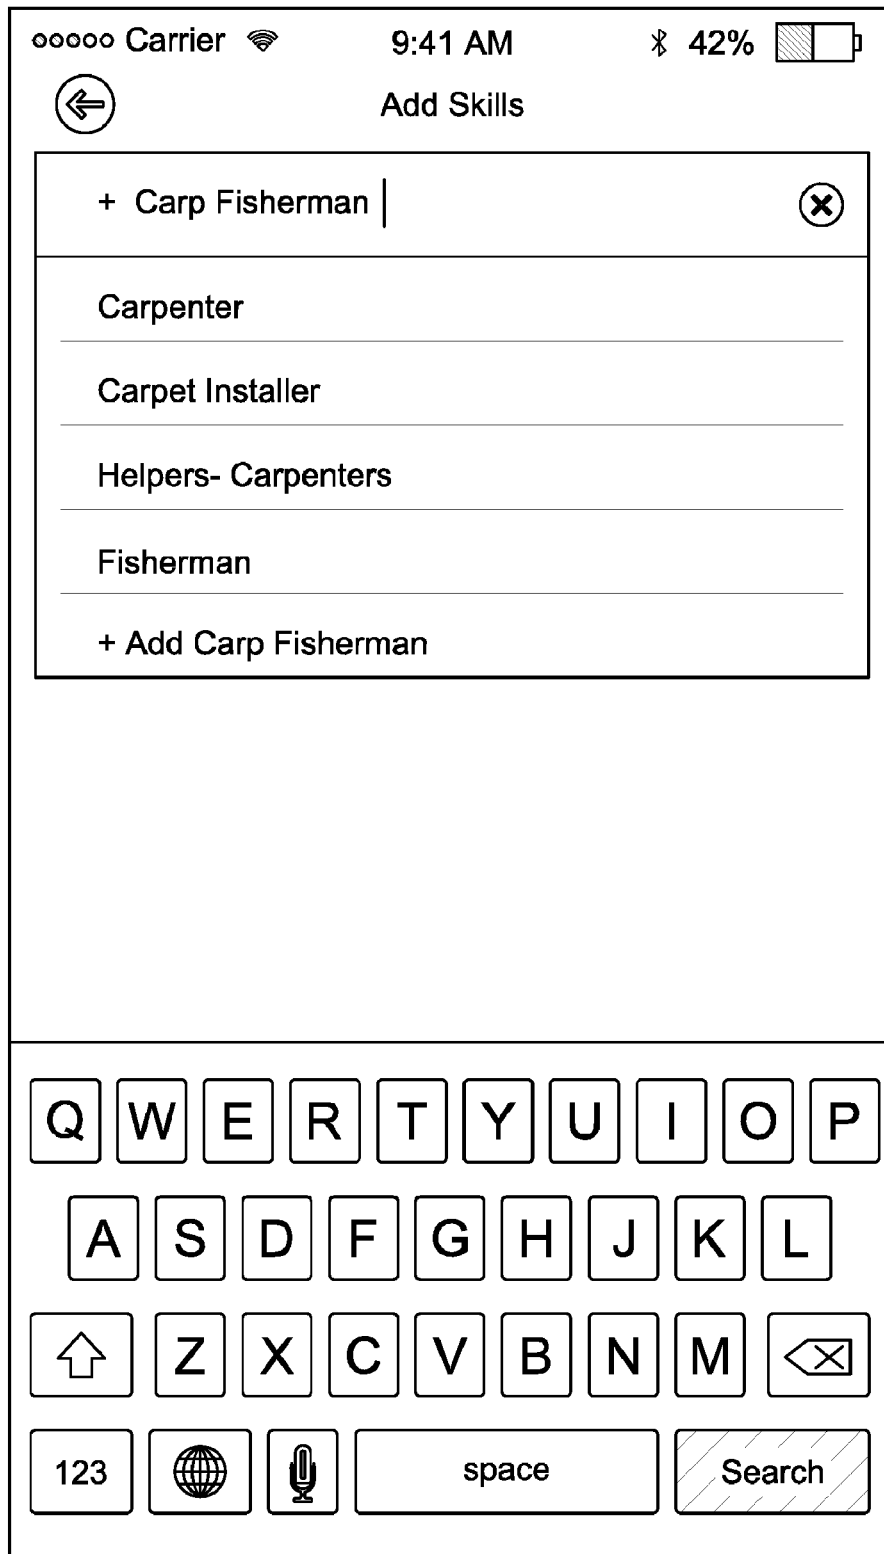 Carrier 9:41 AM 42%
Add Skills
+ Carp Fisherman
Carpenter
Carpet Installer
Helpers- Carpenters
Fisherman
+ Add Carp Fisherman
Q W E R T Y U I O P
A S D F G H J K L
Z X C V B N M
123 space Search